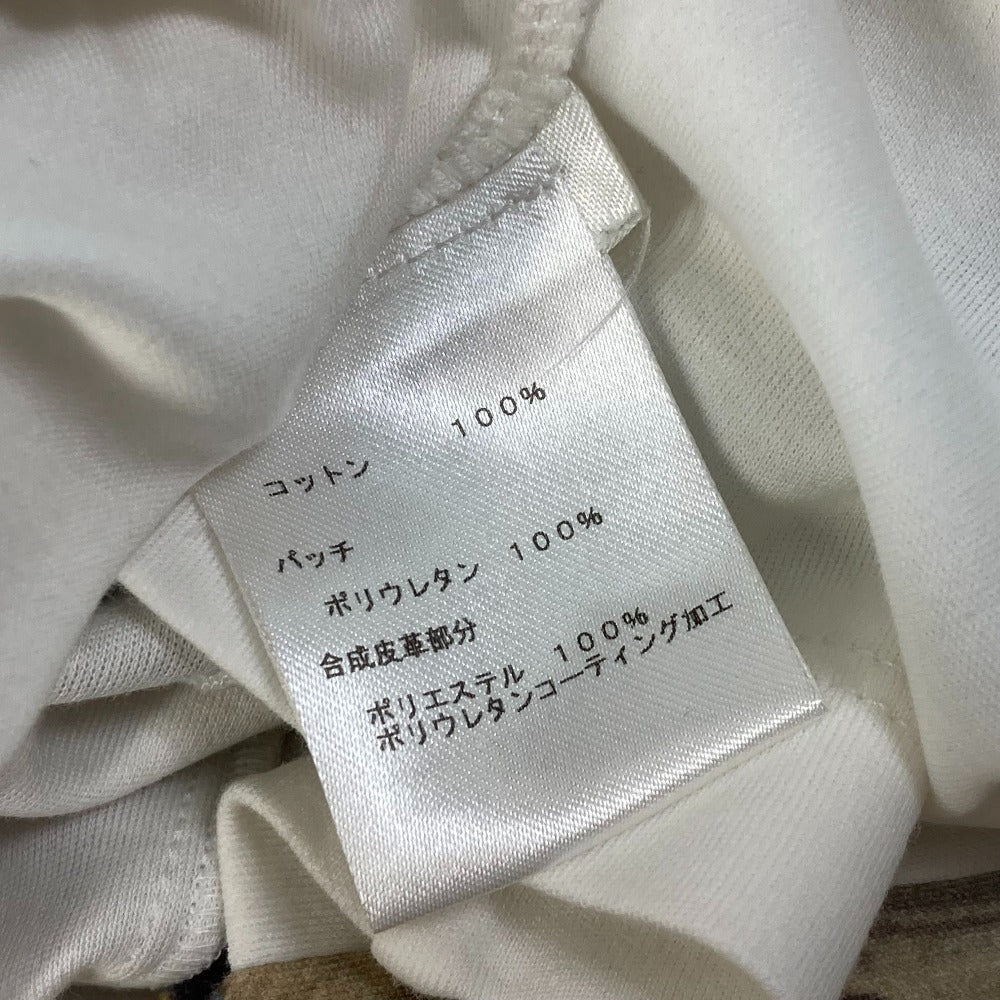 コットン　１００％
パッチ
ポリウレタン　１００％
合成皮革部分
ポリエステル　１００％
ポリウレタンコーティング加工